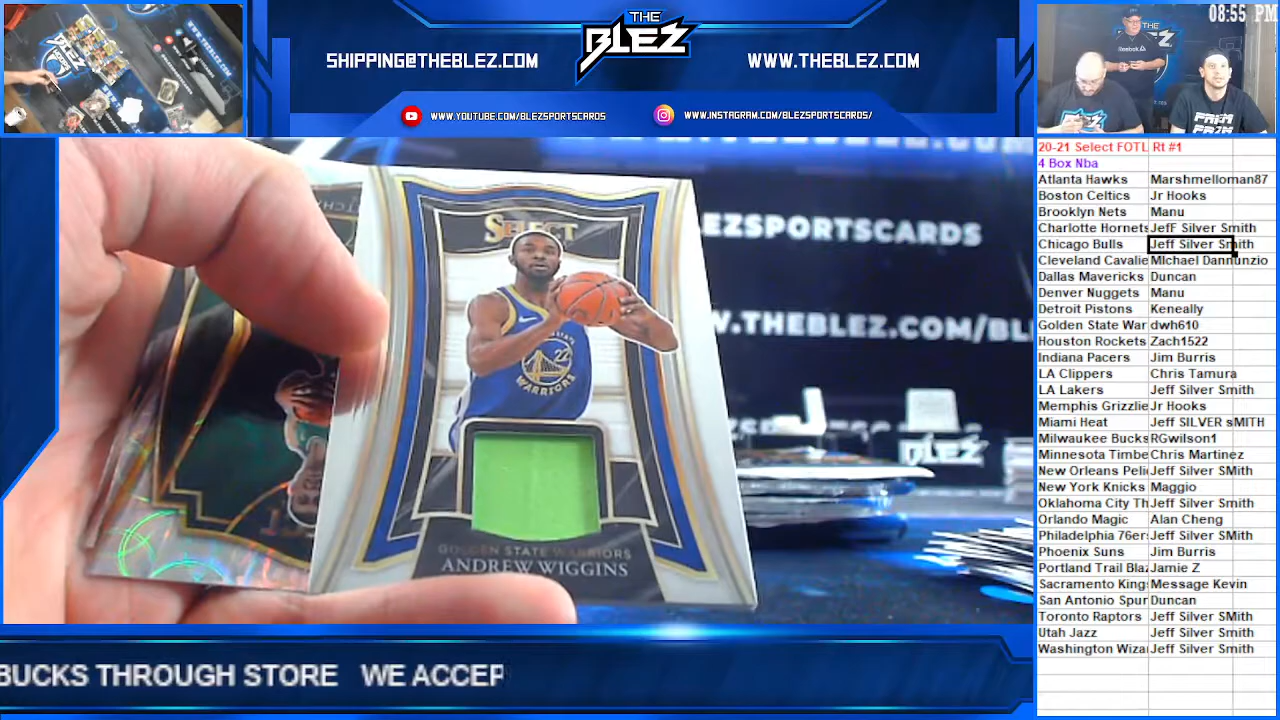 THE
BLEZ
SHIPPING@THEBLEZ.COM
WWW.THEBLEZ.COM
WWW.YOUTUBE.COM/BLEZSPORTSCARDS
WWW.INSTAGRAM.COM/BLEZSPORTSCARDS/
08:55 PM
20-21 Select FOTL Rt #1
4 Box Nba
Atlanta Hawks Marshmelloman87
Boston Celtics Jr Hooks
Brooklyn Nets Manu
Charlotte Hornets JefF Silver Smith
Chicago Bulls Jeff Silver Smith
Cleveland Cavalie MIchael Dannunzio
Dallas Mavericks Duncan
Denver Nuggets Manu
Detroit Pistons Keneally
Golden State War dwh610
Houston Rockets Zach1522
Indiana Pacers Jim Burris
LA Clippers Chris Tamura
LA Lakers Jeff Silver Smith
Memphis Grizzlie Jr Hooks
Miami Heat Jeff SILVER sMITH
Milwaukee Bucks RGwilson1
Minnesota Timbe Chris Martinez
New Orleans Peli Jeff Silver SMith
New York Knicks Maggio
Oklahoma City Th Jeff Silver Smith
Orlando Magic Alan Cheng
Philadelphia 76er Jeff Silver SMith
Phoenix Suns Jim Burris
Portland Trail Blaz Jamie Z
Sacramento King Message Kevin
San Antonio Spur Duncan
Toronto Raptors Jeff Silver SMith
Utah Jazz Jeff Silver Smith
Washington Wiza Jeff Silver Smith
SELECT
WARRIORS
22
GOLDEN STATE WARRIORS
ANDREW WIGGINS
BLEZSPORTSCARDS
W.THEBLEZ.COM/BL
BLEZ
BUCKS THROUGH STORE WE ACCEP